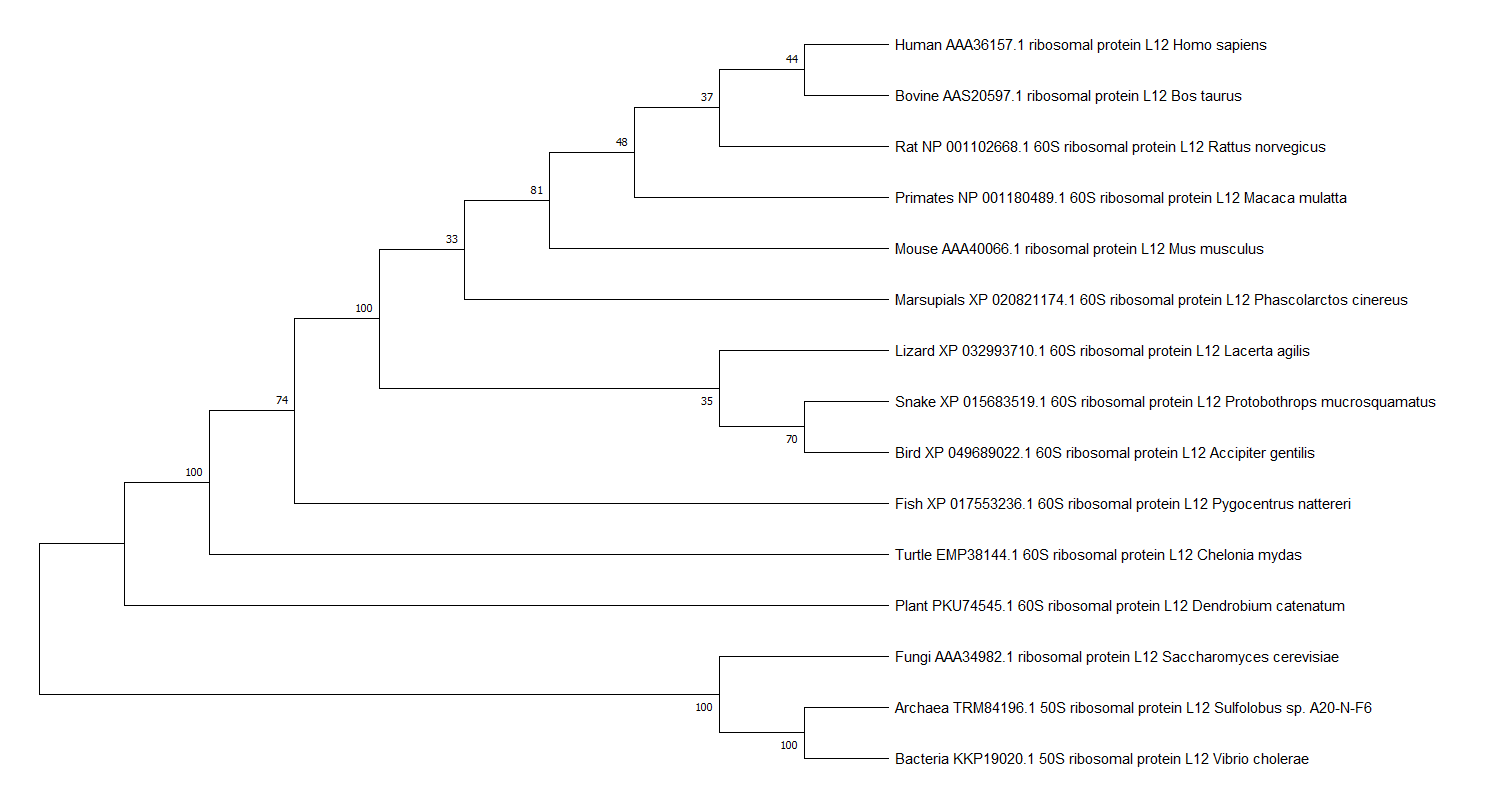 Human AAA36157.1 ribosomal protein L12 Homo sapiens
44
Bovine AAS20597.1 ribosomal protein L12 Bos taurus
37
Rat NP 001102668.1 60S ribosomal protein L12 Rattus norvegicus
48
Primates NP 001180489.1 60S ribosomal protein L12 Macaca mulatta
81
Mouse AAA40066.1 ribosomal protein L12 Mus musculus
33
Marsupials XP 020821174.1 60S ribosomal protein L12 Phascolarctos cinereus
100
Lizard XP 032993710.1 60S ribosomal protein L12 Lacerta agilis
74
35
Snake XP 015683519.1 60S ribosomal protein L12 Protobothrops mucrosquamatus
70
Bird XP 049689022.1 60S ribosomal protein L12 Accipiter gentilis
100
Fish XP 017553236.1 60S ribosomal protein L12 Pygocentrus nattereri
Turtle EMP38144.1 60S ribosomal protein L12 Chelonia mydas
Plant PKU74545.1 60S ribosomal protein L12 Dendrobium catenatum
Fungi AAA34982.1 ribosomal protein L12 Saccharomyces cerevisiae
100
Archaea TRM84196.1 50S ribosomal protein L12 Sulfolobus sp. A20-N-F6
100
Bacteria KKP19020.1 50S ribosomal protein L12 Vibrio cholerae